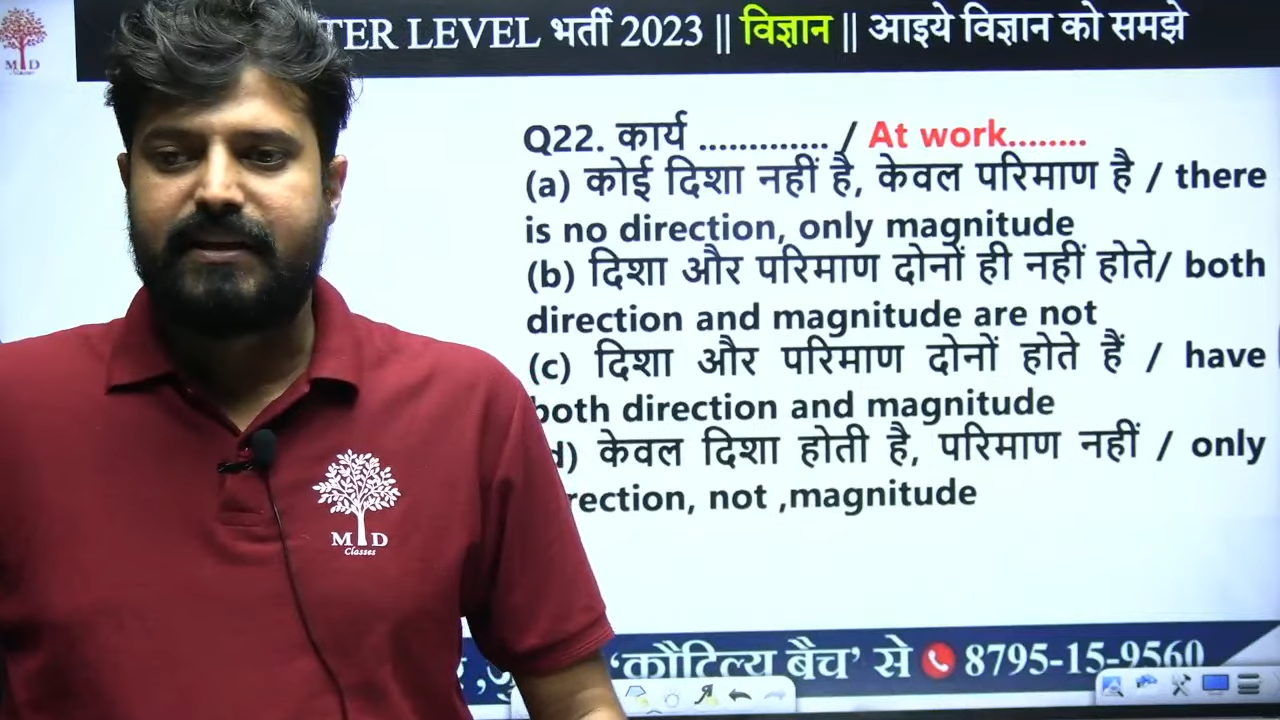 TER LEVEL भर्ती 2023 || विज्ञान || आइये विज्ञान को समझे
M D
Classes
Q22. कार्य ............. / At work........
(a) कोई दिशा नहीं है, केवल परिमाण है / there
is no direction, only magnitude
(b) दिशा और परिमाण दोनों ही नहीं होते/ both
direction and magnitude are not
(c) दिशा और परिमाण दोनों होते हैं / have
both direction and magnitude
d) केवल दिशा होती है, परिमाण नहीं / only
rection, not ,magnitude
M D
Classes
‘कौटिल्य बैच’ से 8795-15-9560